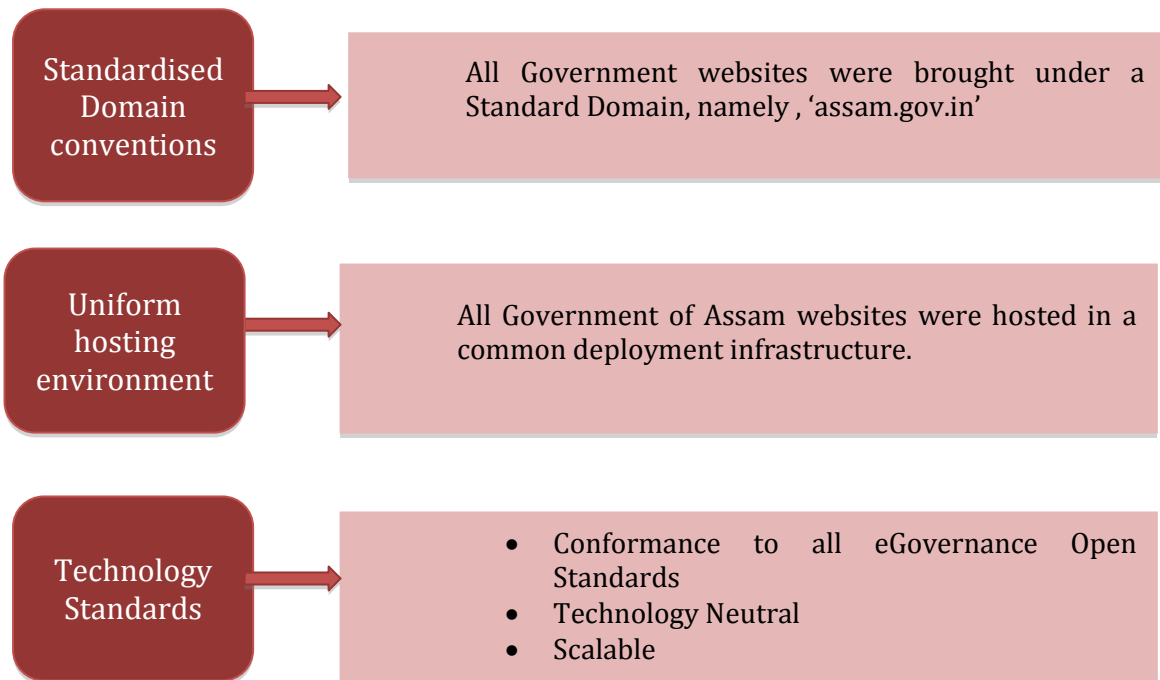 Standardised
Domain
conventions
All Government websites were brought under a
Standard Domain, namely , ‘assam.gov.in’
Uniform
hosting
environment
All Government of Assam websites were hosted in a
common deployment infrastructure.
Technology
Standards
• Conformance to all eGovernance Open
Standards
• Technology Neutral
• Scalable